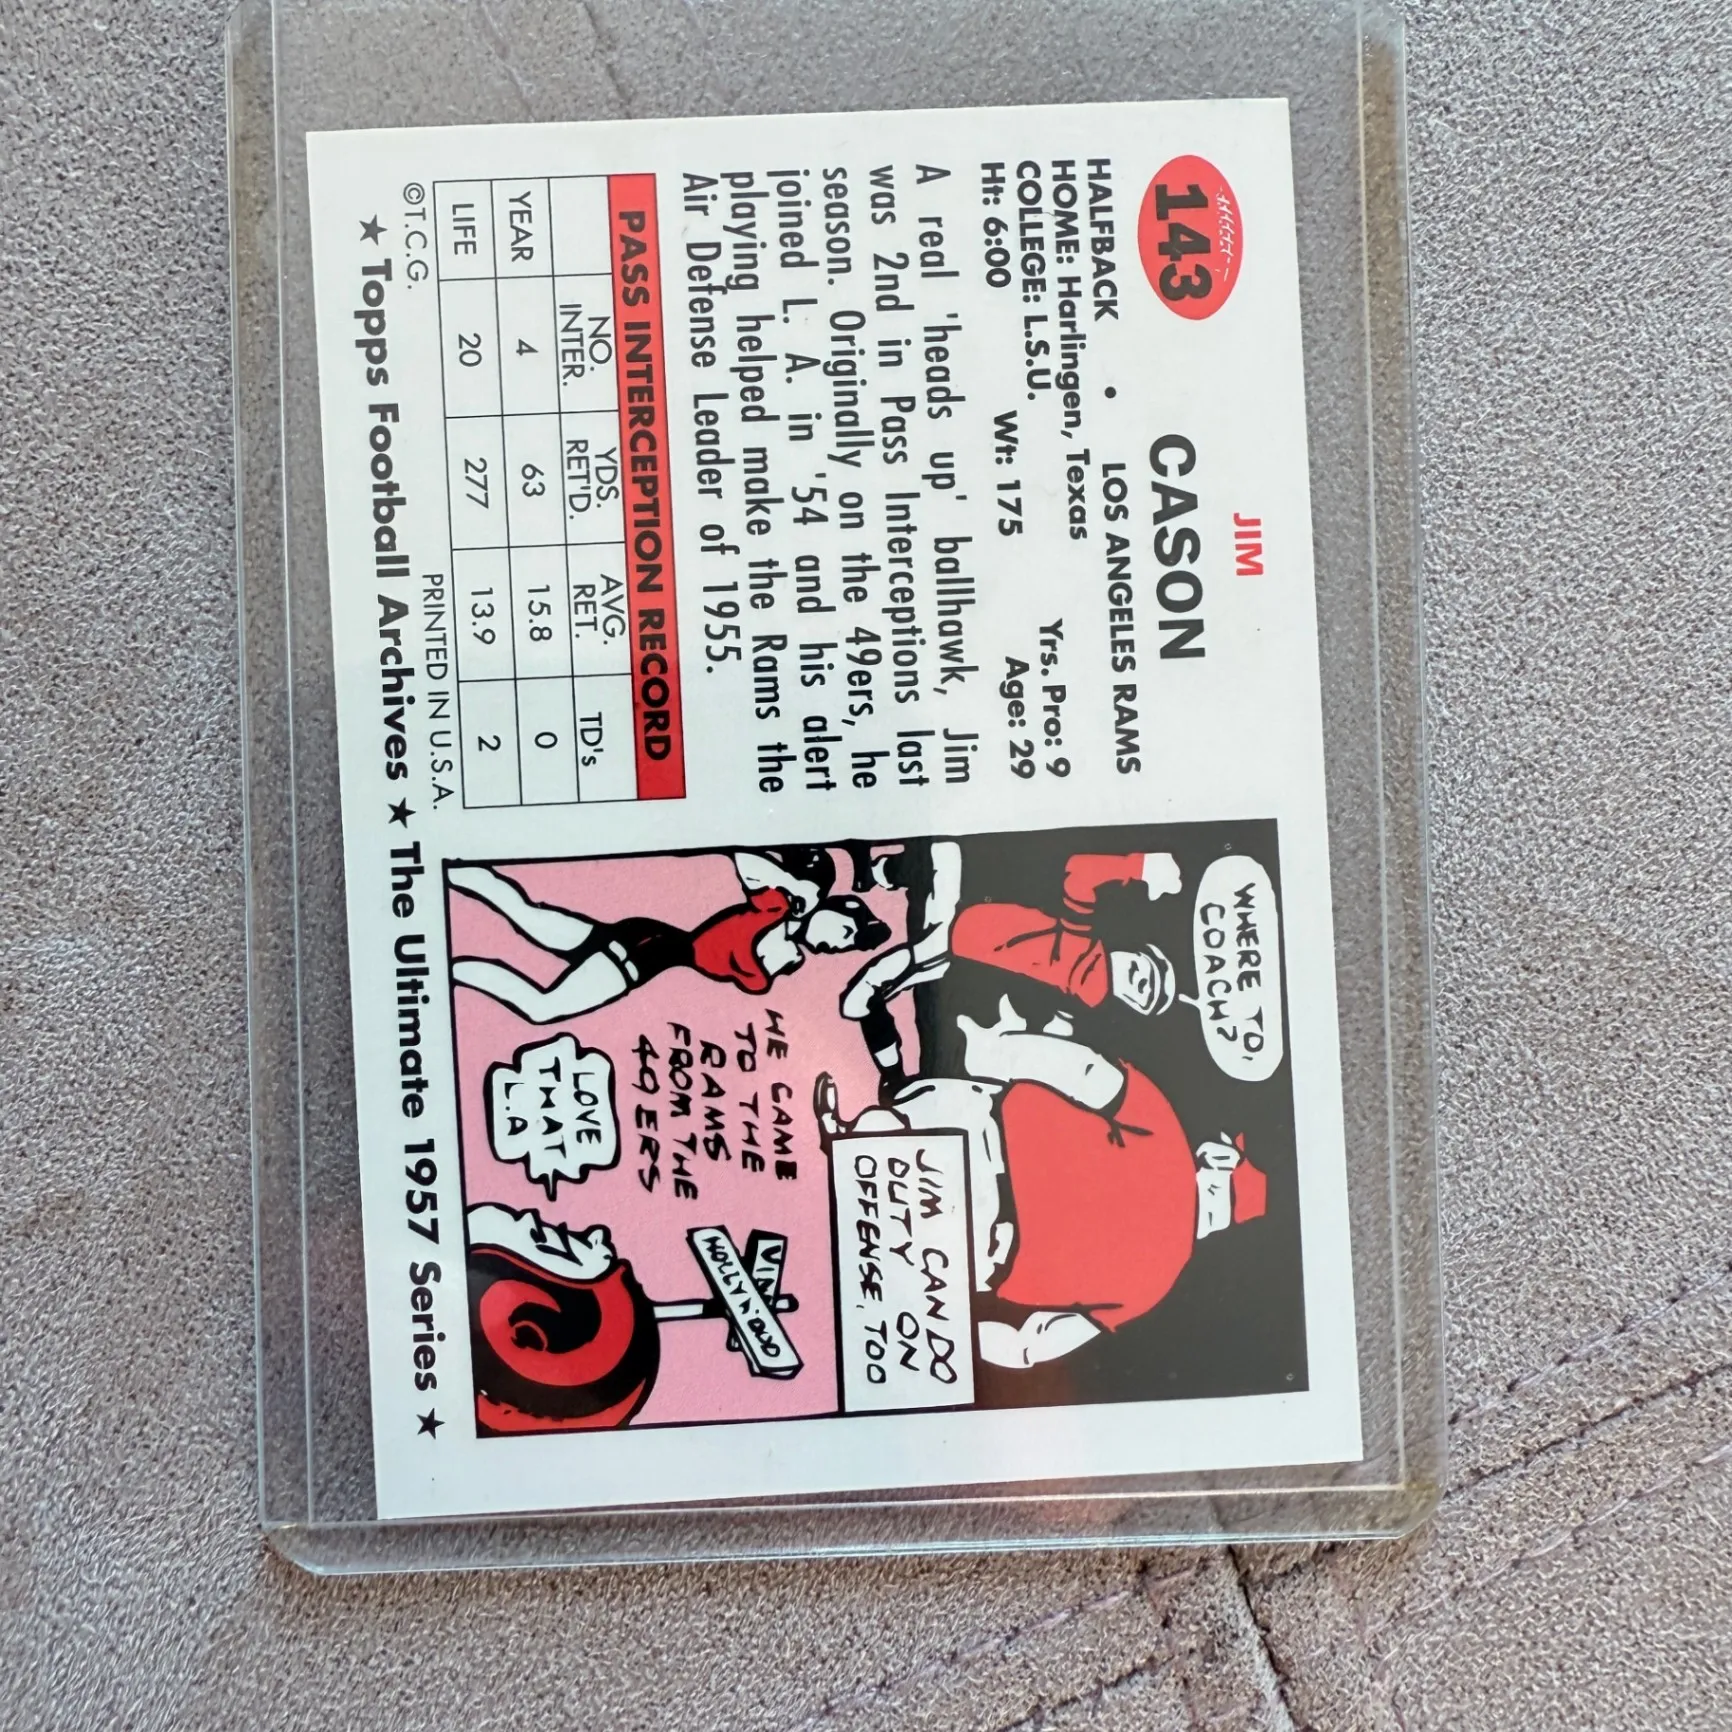 143
JIM
CASON
HALFBACK • LOS ANGELES RAMS
HOME: Harlingen, Texas Yrs. Pro: 9
COLLEGE: L.S.U. Age: 29
Ht: 6:00 Wt: 175
A real 'heads up' ballhawk, Jim
was 2nd in Pass Interceptions last
season. Originally on the 49ers, he
joined L. A. in '54 and his alert
playing helped make the Rams the
Air Defense Leader of 1955.
PASS INTERCEPTION RECORD
NO. INTER. YDS. RET'D. AVG. RET. TD's
YEAR 4 63 15.8 0
LIFE 20 277 13.9 2
©T.C.G. PRINTED IN U.S.A.
★ Topps Football Archives ★ The Ultimate 1957 Series ★
WHERE TO,
COACH?
JIM CAN DO
DUTY ON
OFFENSE, TOO
HE CAME
TO THE
RAMS
FROM THE
49ERS
VINE
HOLLYWOOD
LOVE
THAT
L.A